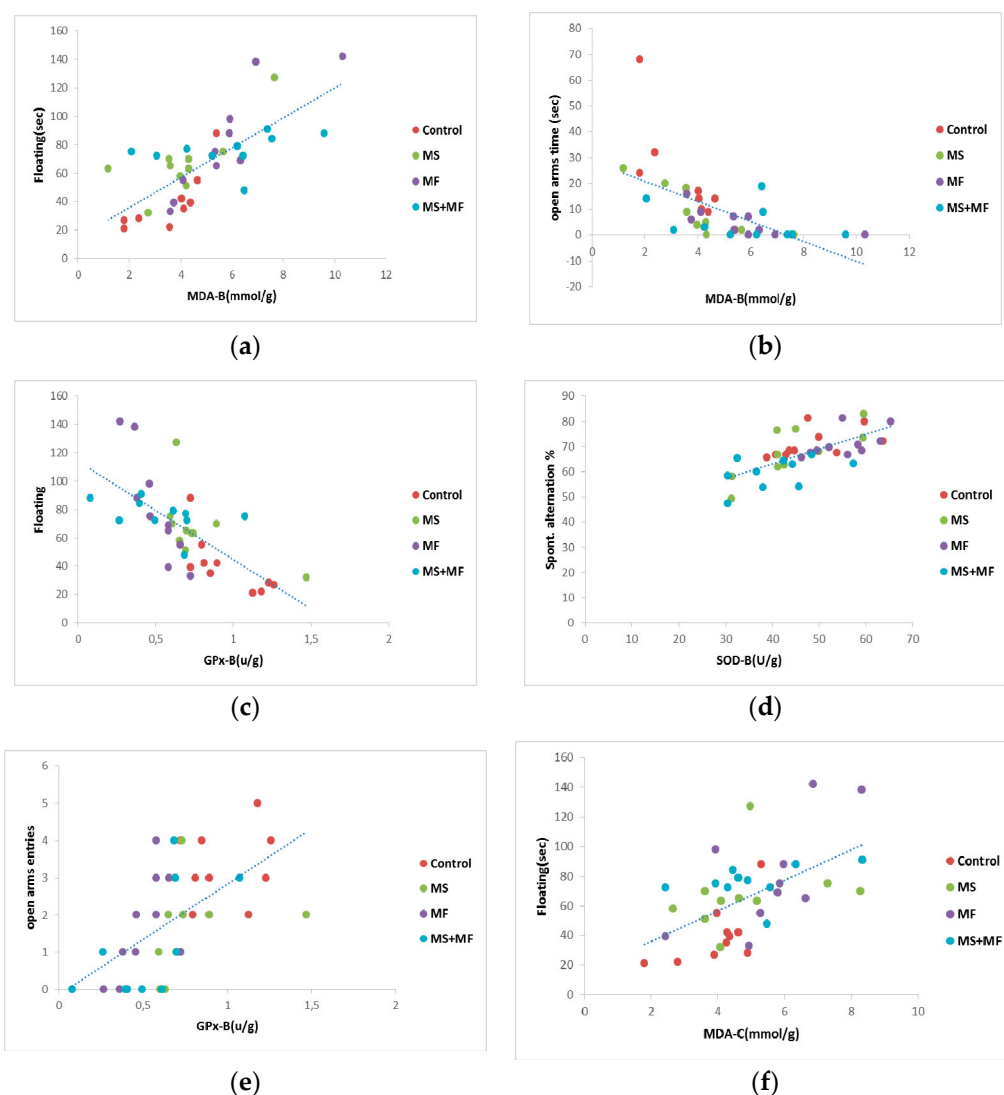 160
140
120
100
80
60
40
20
0
Floating(sec)
0 2 4 6 8 10 12
MDA-B(mmol/g)
Control
MS
MF
MS+MF
(a)
80
70
60
50
40
30
20
10
0
-10
-20
open arms time (sec)
0 2 4 6 8 10 12
MDA-B(mmol/g)
Control
MS
MF
MS+MF
(b)
160
140
120
100
80
60
40
20
0
Floating
0 0,5 1 1,5 2
GPx-B(u/g)
Control
MS
MF
MS+MF
(c)
90
80
70
60
50
40
30
20
10
0
Spont. alternation %
0 10 20 30 40 50 60 70
SOD-B(U/g)
Control
MS
MF
MS+MF
(d)
6
5
4
3
2
1
0
open arms entries
0 0,5 1 1,5 2
GPx-B(u/g)
Control
MS
MF
MS+MF
(e)
160
140
120
100
80
60
40
20
0
Floating(sec)
0 2 4 6 8 10
MDA-C(mmol/g)
Control
MS
MF
MS+MF
(f)